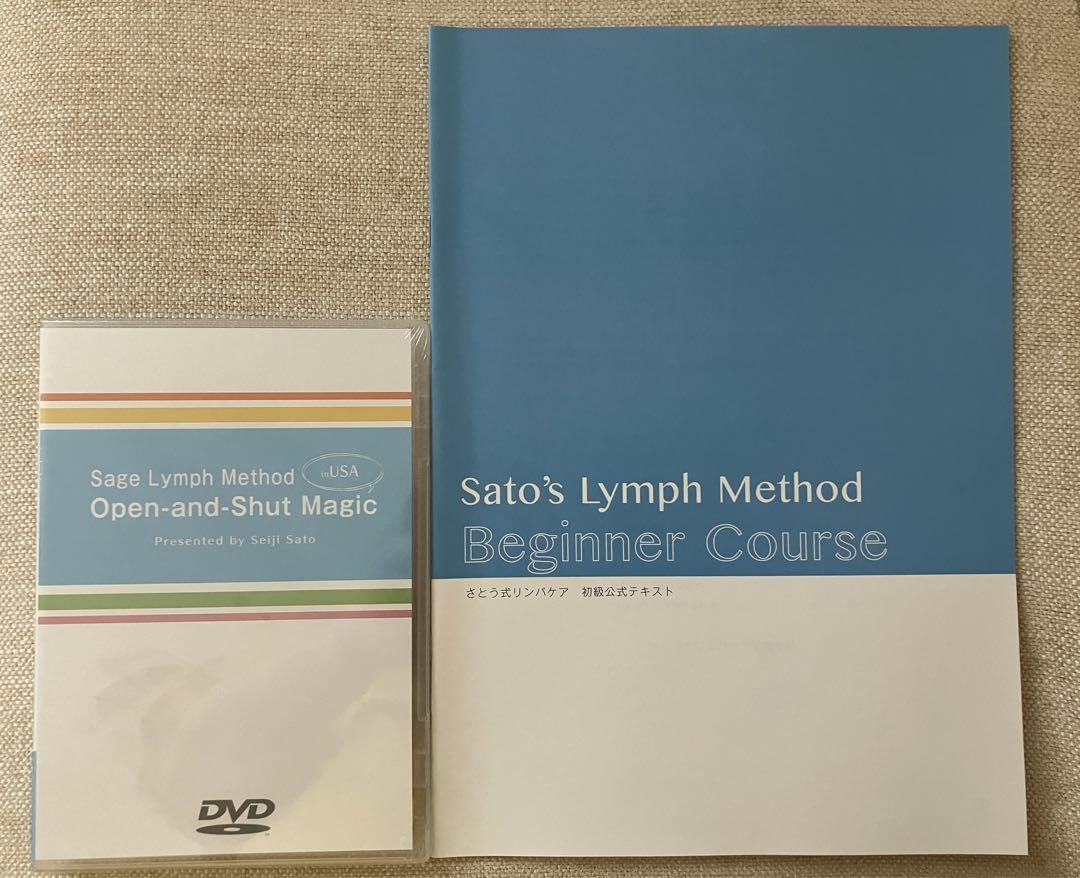 Sage Lymph Method in USA
Open-and-Shut Magic
Presented by Seiji Sato
DVD
Sato's Lymph Method
Beginner Course
さとう式リンパケア 初級公式テキスト